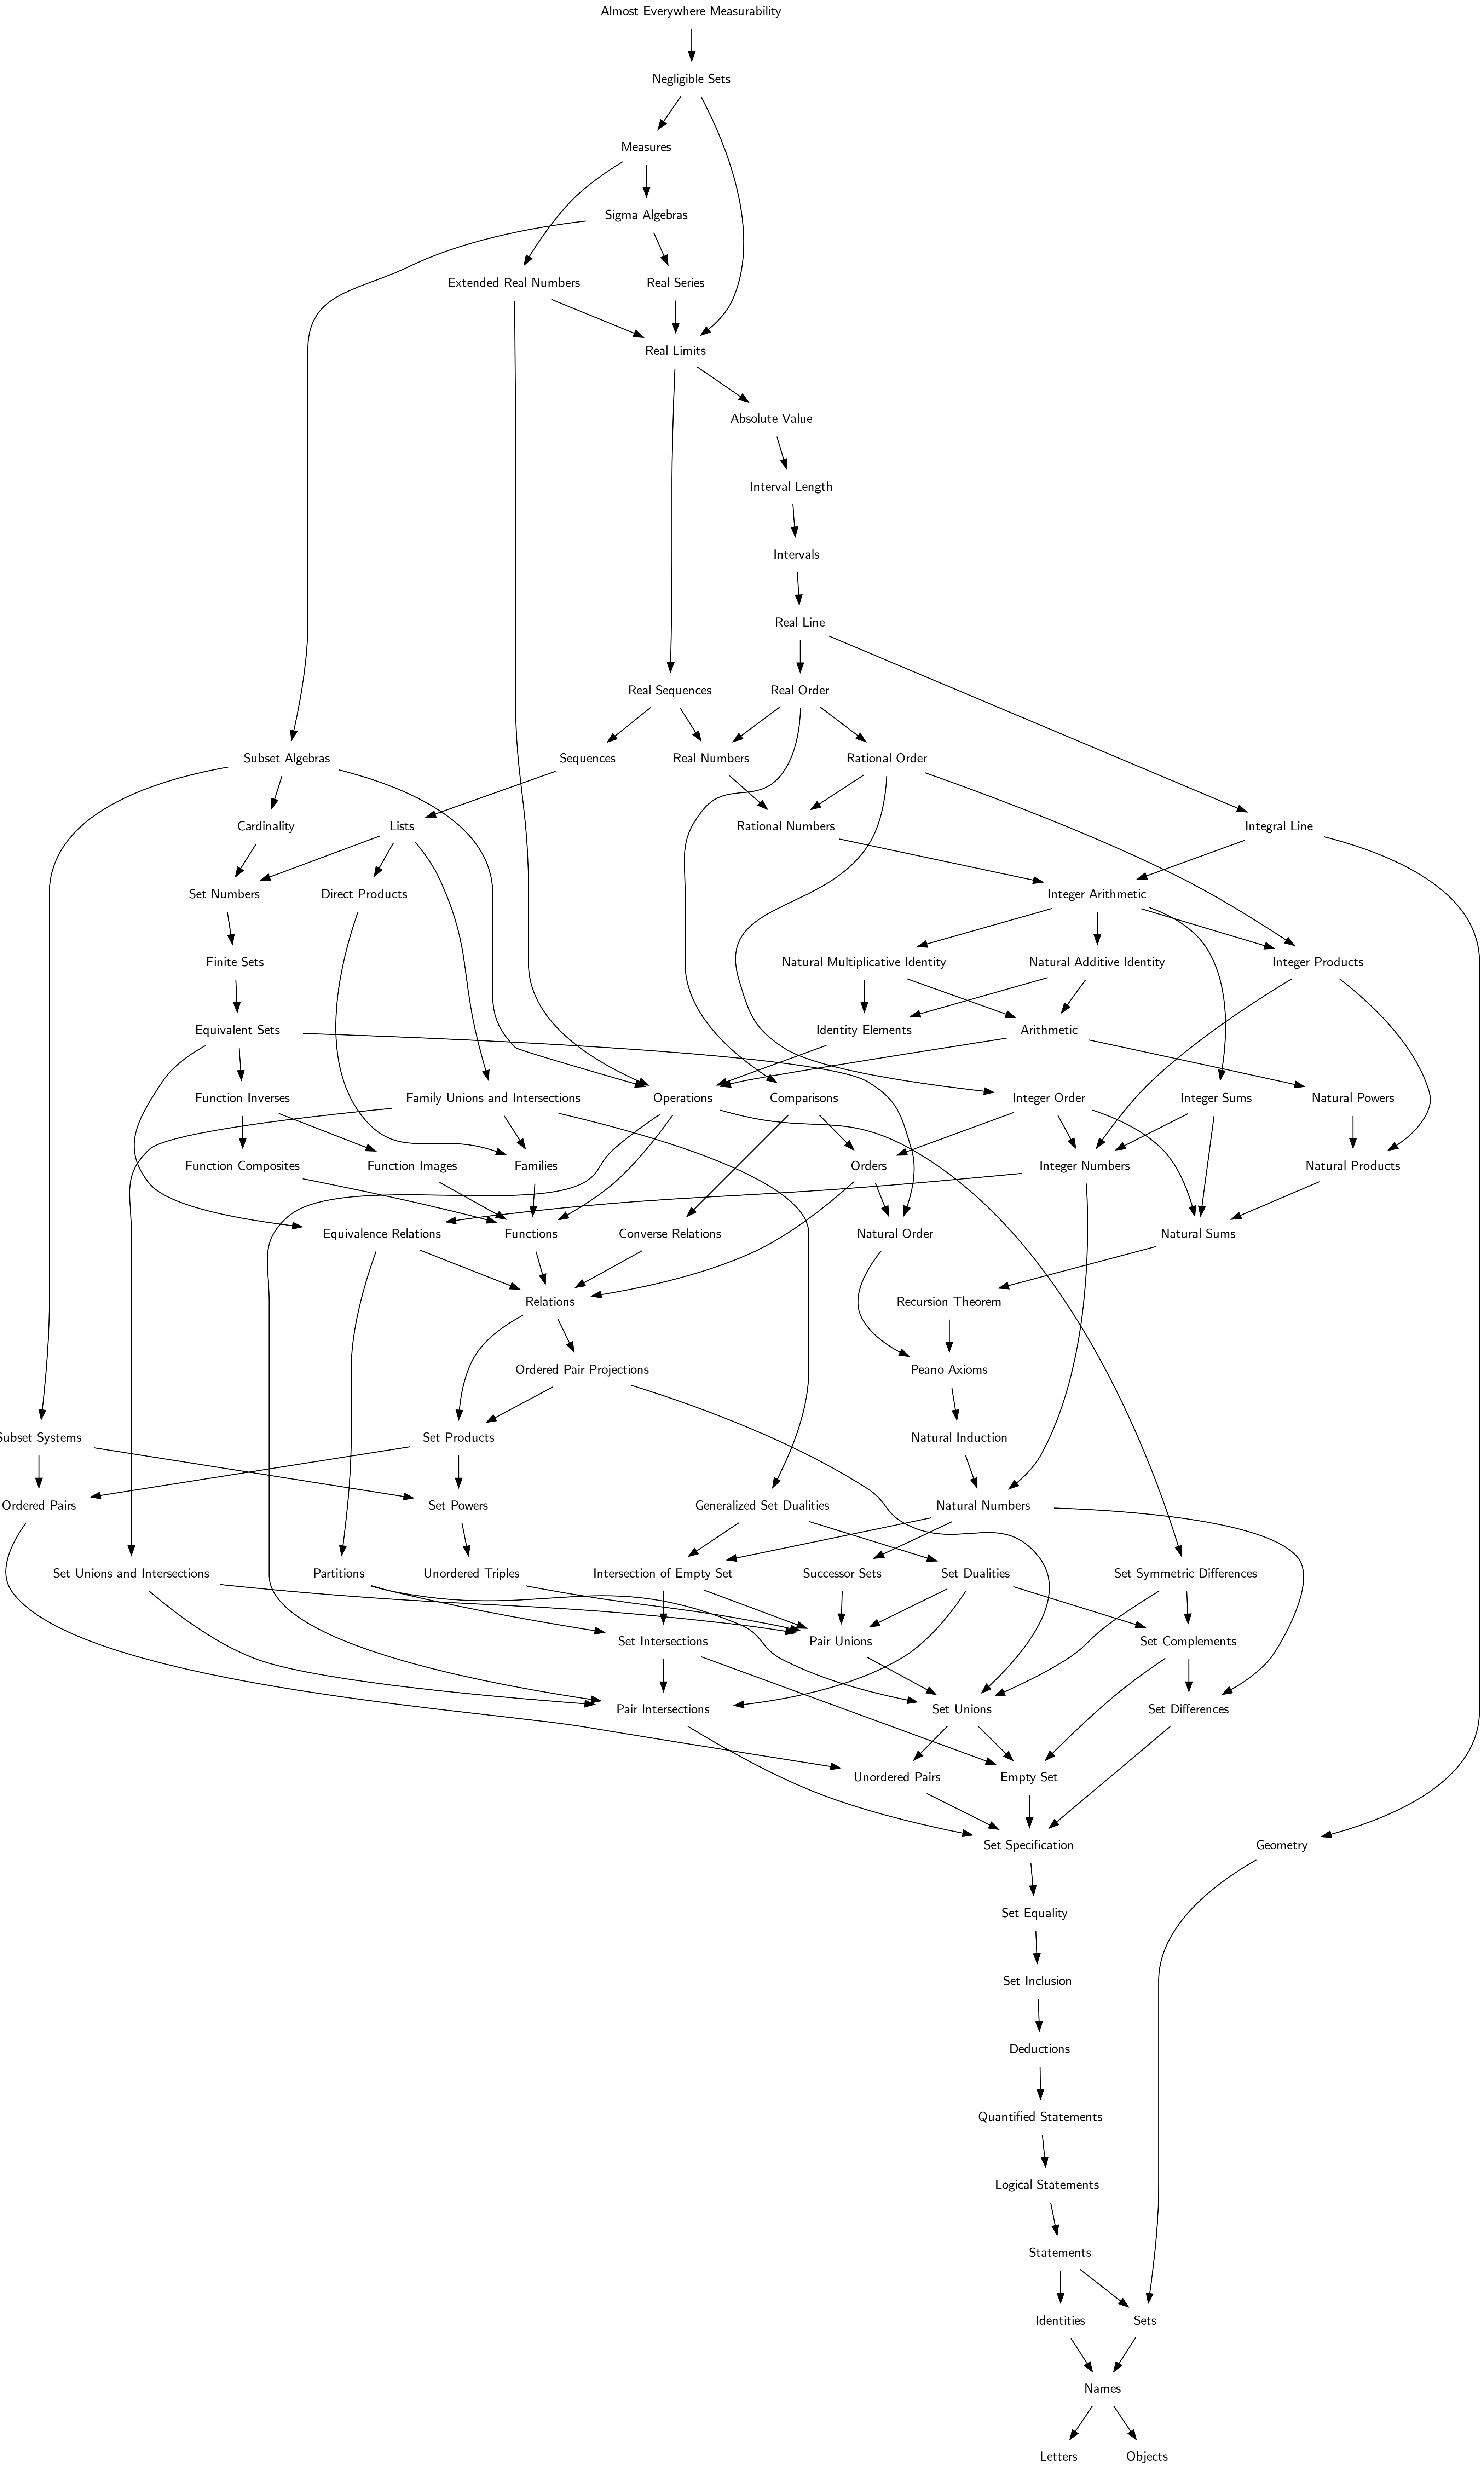 Almost Everywhere Measurability
Negligible Sets
Measures
Sigma Algebras
Extended Real Numbers
Real Series
Real Limits
Absolute Value
Interval Length
Intervals
Real Line
Real Sequences
Real Order
Subset Algebras
Sequences
Real Numbers
Rational Order
Cardinality
Lists
Rational Numbers
Integral Line
Set Numbers
Direct Products
Integer Arithmetic
Finite Sets
Natural Multiplicative Identity
Natural Additive Identity
Integer Products
Equivalent Sets
Identity Elements
Arithmetic
Function Inverses
Family Unions and Intersections
Operations
Comparisons
Integer Order
Integer Sums
Natural Powers
Function Composites
Function Images
Families
Orders
Integer Numbers
Natural Products
Equivalence Relations
Functions
Converse Relations
Natural Order
Natural Sums
Relations
Recursion Theorem
Ordered Pair Projections
Peano Axioms
Subset Systems
Set Products
Natural Induction
Ordered Pairs
Set Powers
Generalized Set Dualities
Natural Numbers
Set Unions and Intersections
Partitions
Unordered Triples
Intersection of Empty Set
Successor Sets
Set Dualities
Set Symmetric Differences
Set Intersections
Pair Unions
Set Complements
Pair Intersections
Set Unions
Set Differences
Unordered Pairs
Empty Set
Set Specification
Geometry
Set Equality
Set Inclusion
Deductions
Quantified Statements
Logical Statements
Statements
Identities
Sets
Names
Letters
Objects